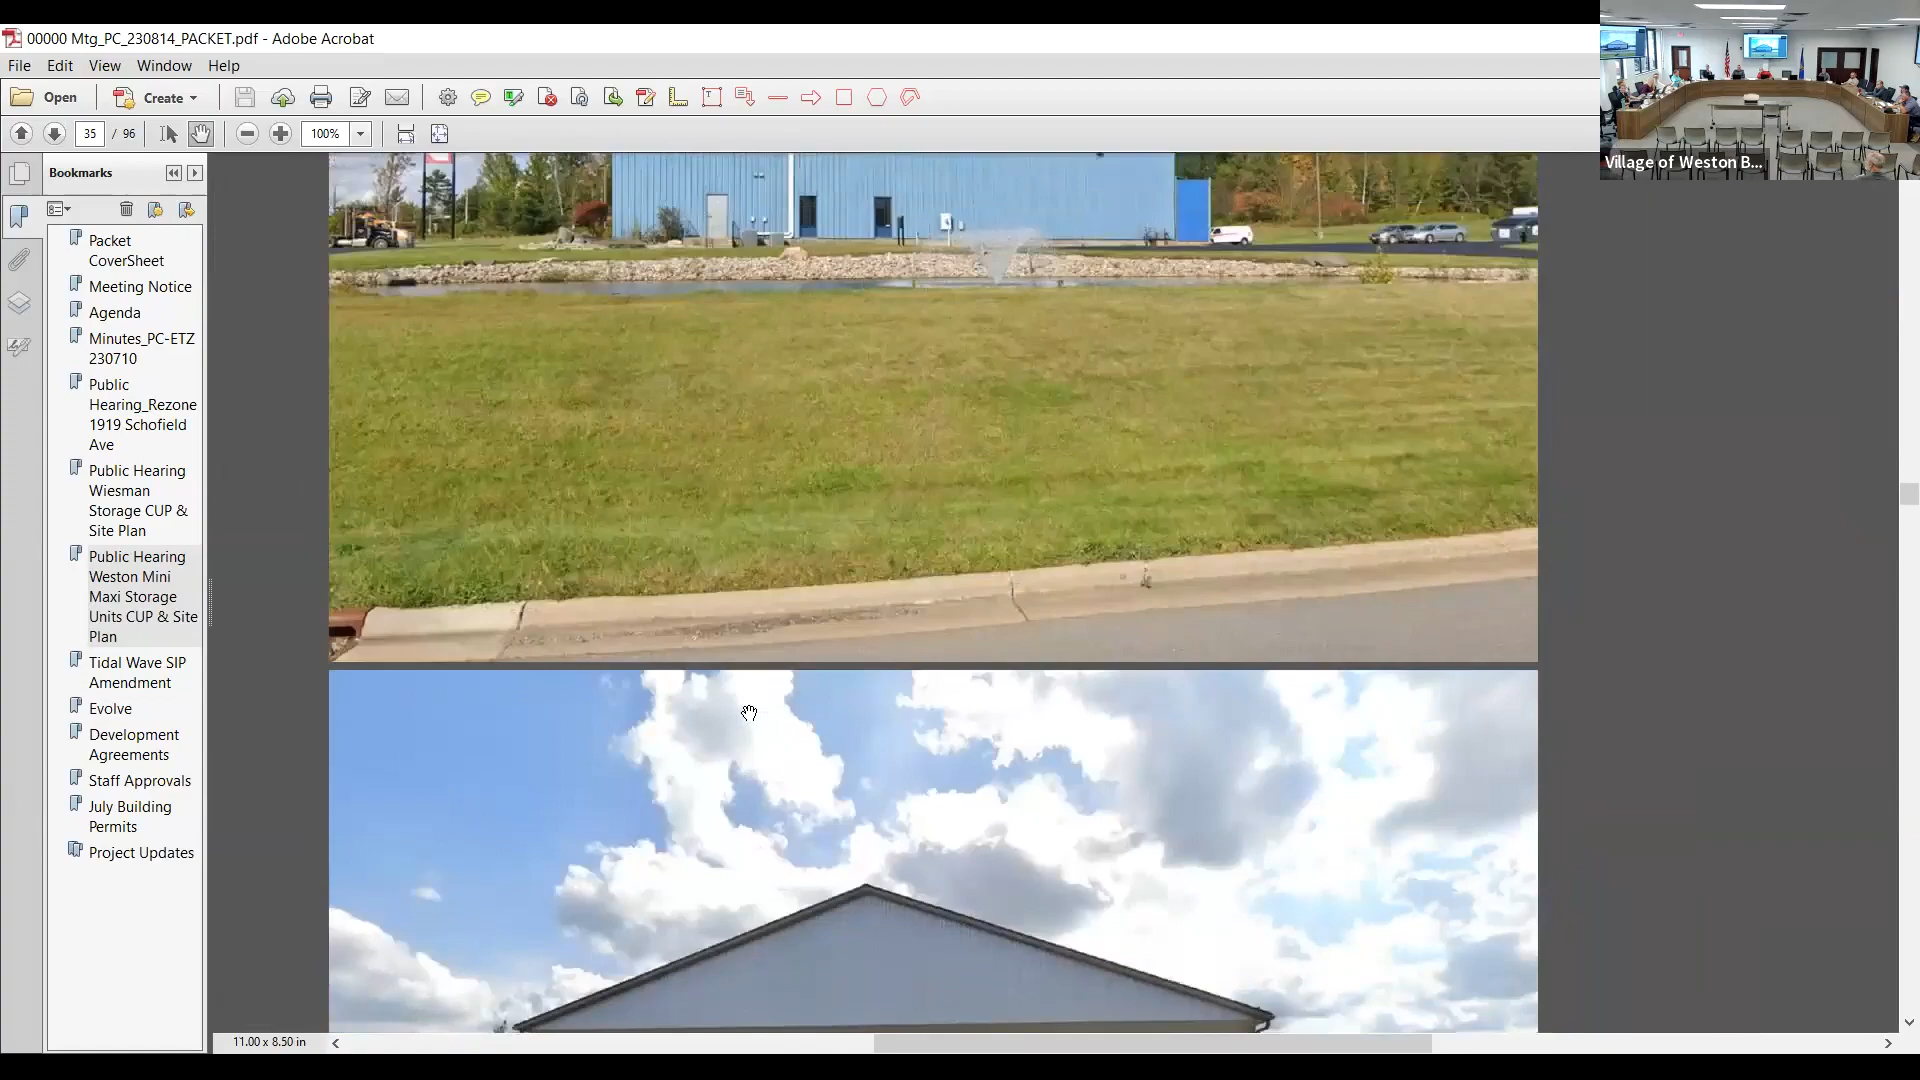 00000 Mtg_PC_230814_PACKET.pdf - Adobe Acrobat
File Edit View Window Help
Open Create
35 / 96 100%
Village of Weston B...
Bookmarks
Packet
CoverSheet
Meeting Notice
Agenda
Minutes_PC-ETZ
230710
Public
Hearing_Rezone
1919 Schofield
Ave
Public Hearing
Wiesman
Storage CUP &
Site Plan
Public Hearing
Weston Mini
Maxi Storage
Units CUP & Site
Plan
Tidal Wave SIP
Amendment
Evolve
Development
Agreements
Staff Approvals
July Building
Permits
Project Updates
11.00 x 8.50 in